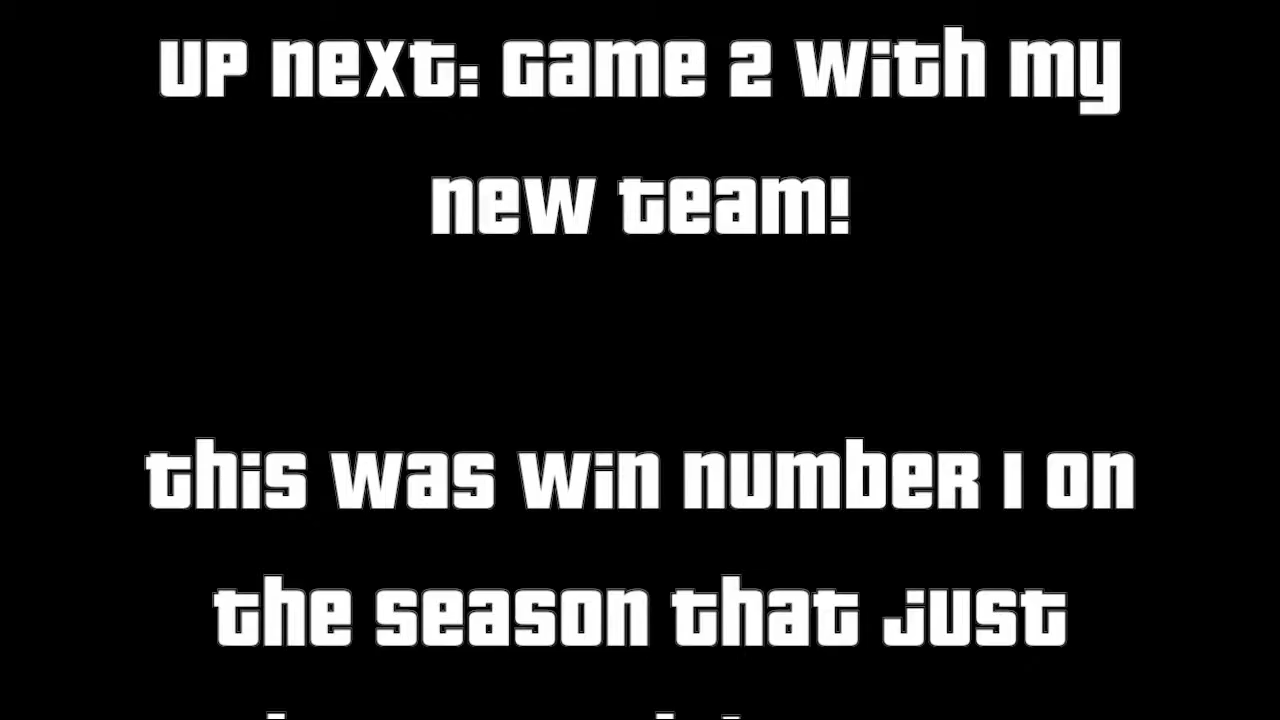 UP Next: Game 2 with my
new team!
this was win number 1 on
the season that just